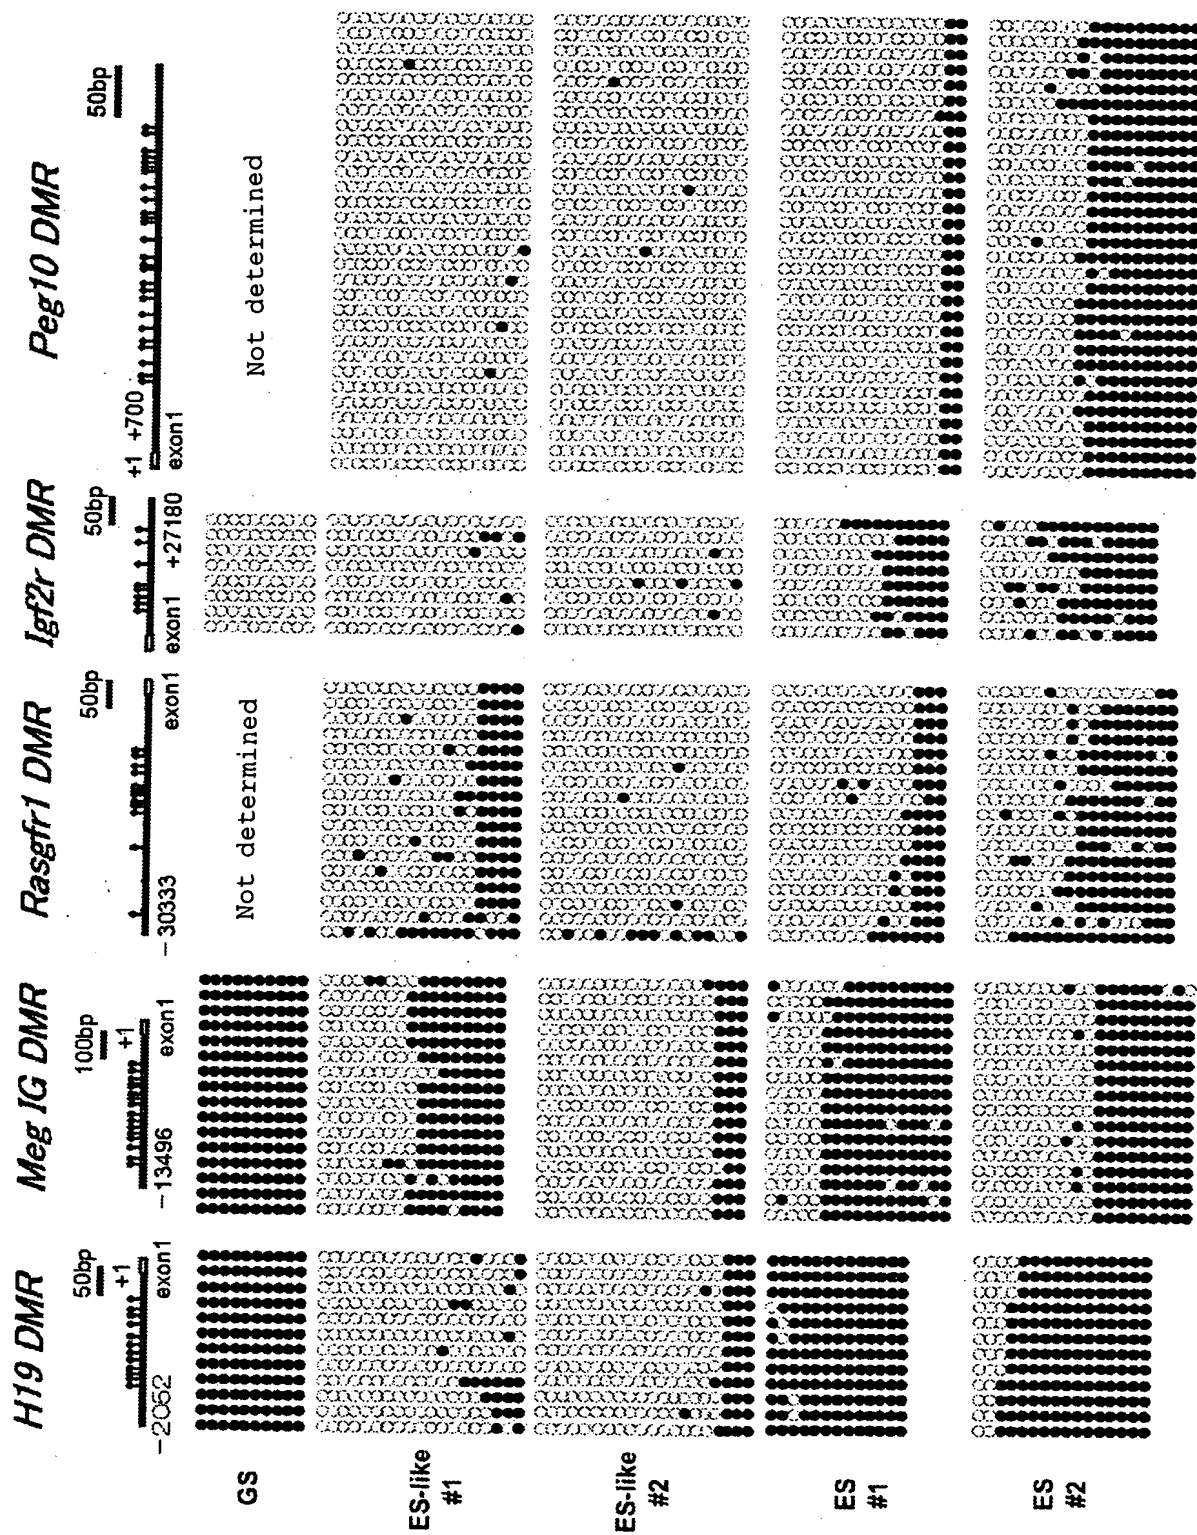 H19 DMR
50bp
+1
-2052
exon1
Meg IG DMR
100bp
+1
-13496
exon1
Rasgfr1 DMR
50bp
-30333
exon1
Igf2r DMR
50bp
exon1
+27180
Peg10 DMR
50bp
+1
+700
exon1
GS
Not determined
Not determined
ES-like
#1
ES-like
#2
ES
#1
ES
#2